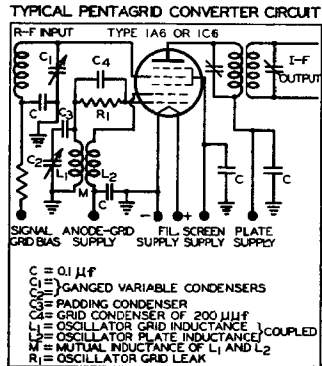 TYPICAL PENTAGRID CONVERTER CIRCUIT
R-F INPUT TYPE 1A6 OR 1C6
C1 C4 I-F
OUTPUT
C C3 R1
C2 L1 L2 C C
M C
- +
SIGNAL ANODE-GRID FIL. SCREEN PLATE
GRID BIAS SUPPLY SUPPLY SUPPLY SUPPLY
C = 0.1 μf
C1=
C2= }GANGED VARIABLE CONDENSERS
C3=PADDING CONDENSER
C4= GRID CONDENSER OF 200 μμf
L1= OSCILLATOR GRID INDUCTANCE
L2= OSCILLATOR PLATE INDUCTANCE }COUPLED
M = MUTUAL INDUCTANCE OF L1 AND L2
R1= OSCILLATOR GRID LEAK